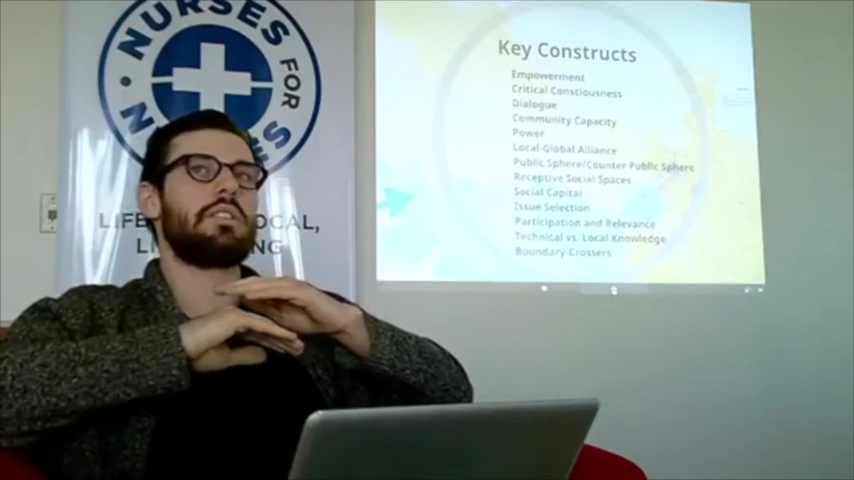 NURSES FOR
Key Constructs
Empowerment
Critical Consciousness
Dialogue
Community Capacity
Power
Local-Global Alliance
Public Sphere/Counter Public Sphere
Receptive Social Spaces
Social Capital
Issue Selection
Participation and Relevance
Technical vs. Local Knowledge
Boundary-Crossers